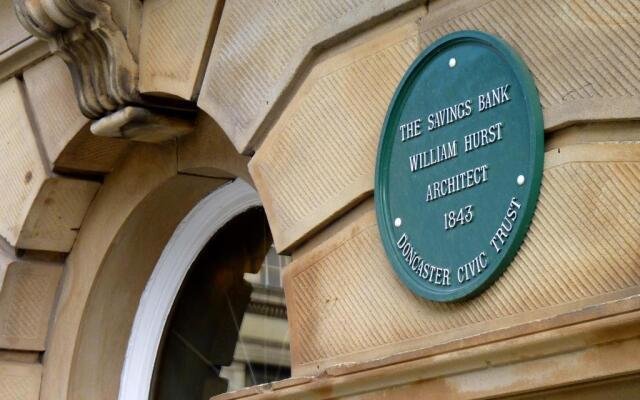 THE SAVINGS BANK
WILLIAM HURST
ARCHITECT
1843
DONCASTER CIVIC TRUST